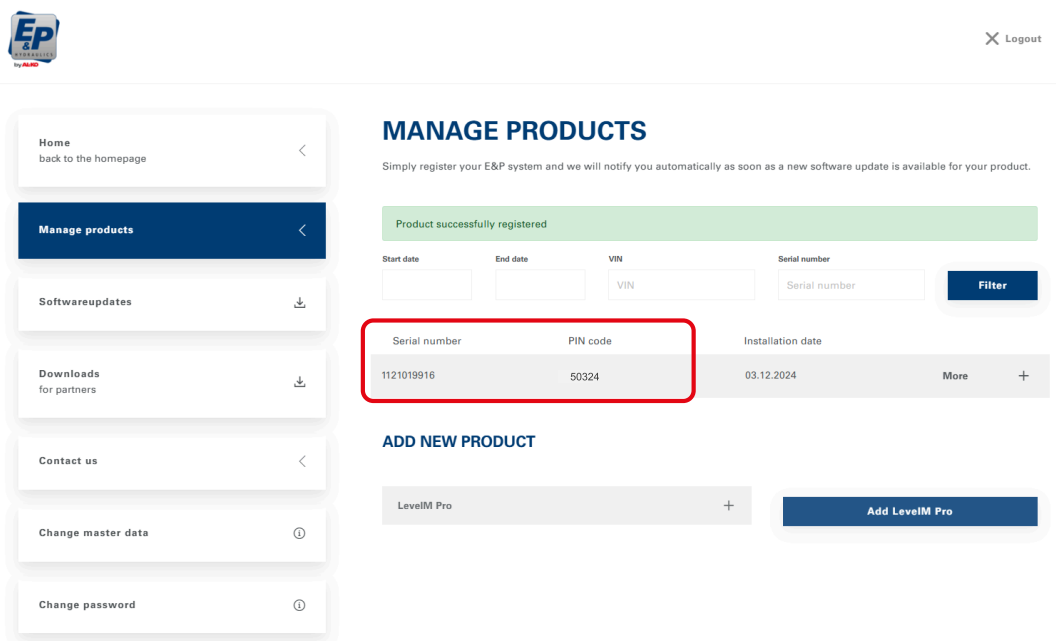 E&P
HYDRAULICS
by AL-KO
Logout
Home
back to the homepage
Manage products
Softwareupdates
Downloads
for partners
Contact us
Change master data
Change password
MANAGE PRODUCTS
Simply register your E&P system and we will notify you automatically as soon as a new software update is available for your product.
Product successfully registered
Start date End date VIN Serial number
VIN Serial number Filter
Serial number PIN code Installation date
1121019916 50324 03.12.2024 More +
ADD NEW PRODUCT
LevelM Pro +
Add LevelM Pro